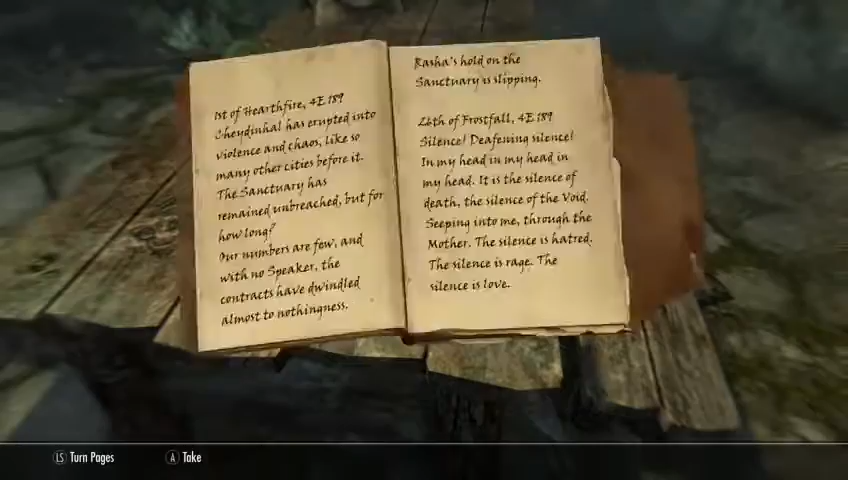 1st of Hearthfire, 4E 189
Cheydinhal has erupted into
violence and chaos, like so
many other cities before it.
The Sanctuary has
remained unbreached, but for
how long?
Our numbers are few, and
with no Speaker, the
contracts have dwindled
almost to nothingness.
Rasha's hold on the
Sanctuary is slipping.
26th of Frostfall, 4E 189
Silence! Deafening silence!
In my head in my head in
my head. It is the silence of
death, the silence of the Void.
Seeping into me, through the
Mother. The silence is hatred.
The silence is rage. The
silence is love.
LS Turn Pages
A Take